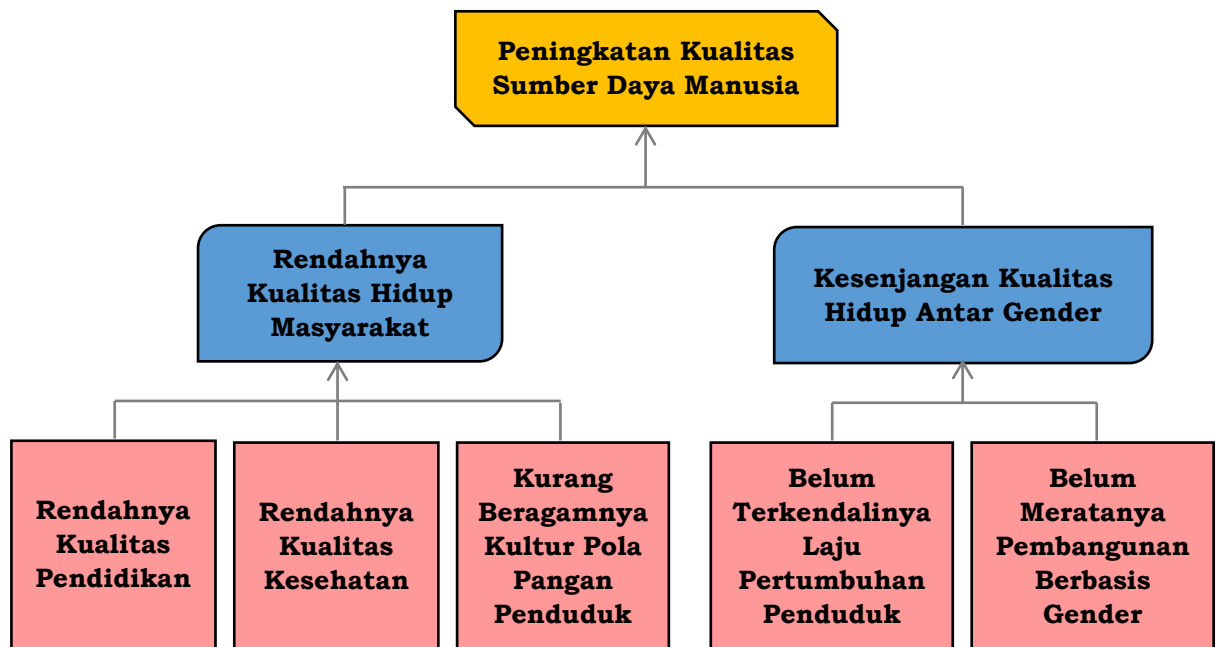 Peningkatan Kualitas
Sumber Daya Manusia
Rendahnya
Kualitas Hidup
Masyarakat
Kesenjangan Kualitas
Hidup Antar Gender
Rendahnya
Kualitas
Pendidikan
Rendahnya
Kualitas
Kesehatan
Kurang
Beragamnya
Kultur Pola
Pangan
Penduduk
Belum
Terkendalinya
Laju
Pertumbuhan
Penduduk
Belum
Meratanya
Pembangunan
Berbasis
Gender